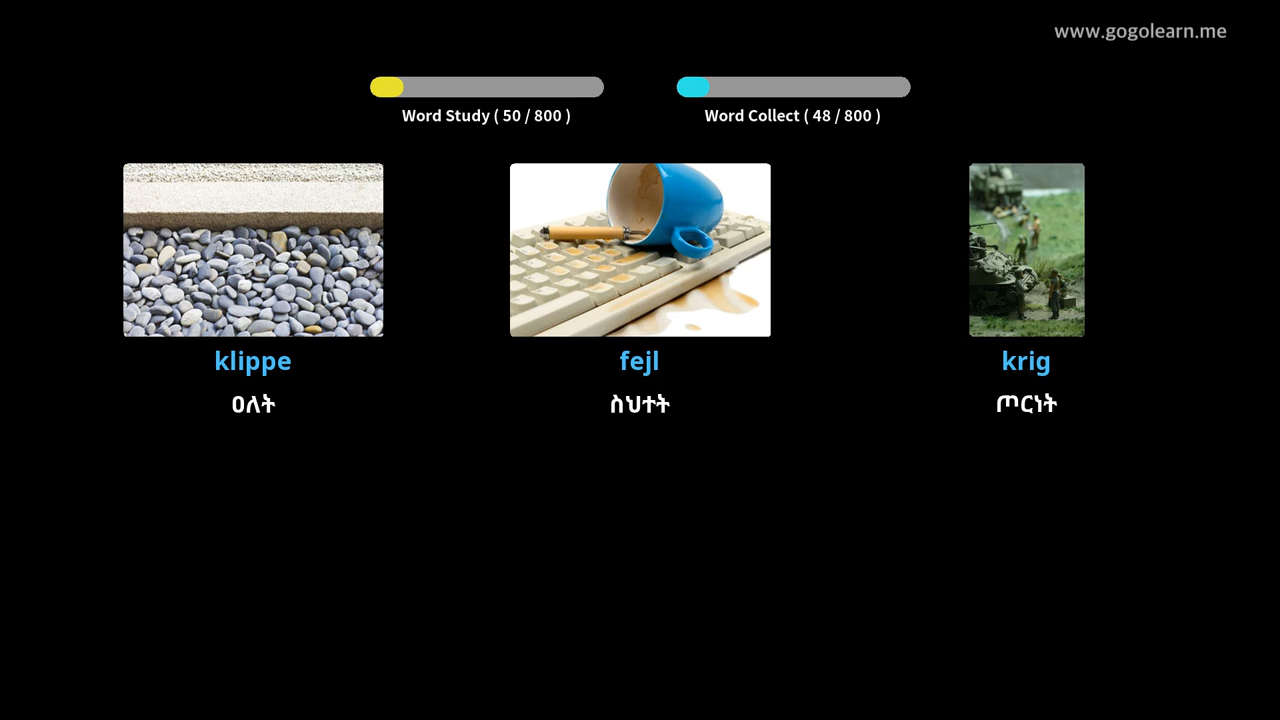 www.gogolearn.me
Word Study ( 50 / 800 )
Word Collect ( 48 / 800 )
klippe
fejl
krig
ዐለት
ስህተት
ጦርነት